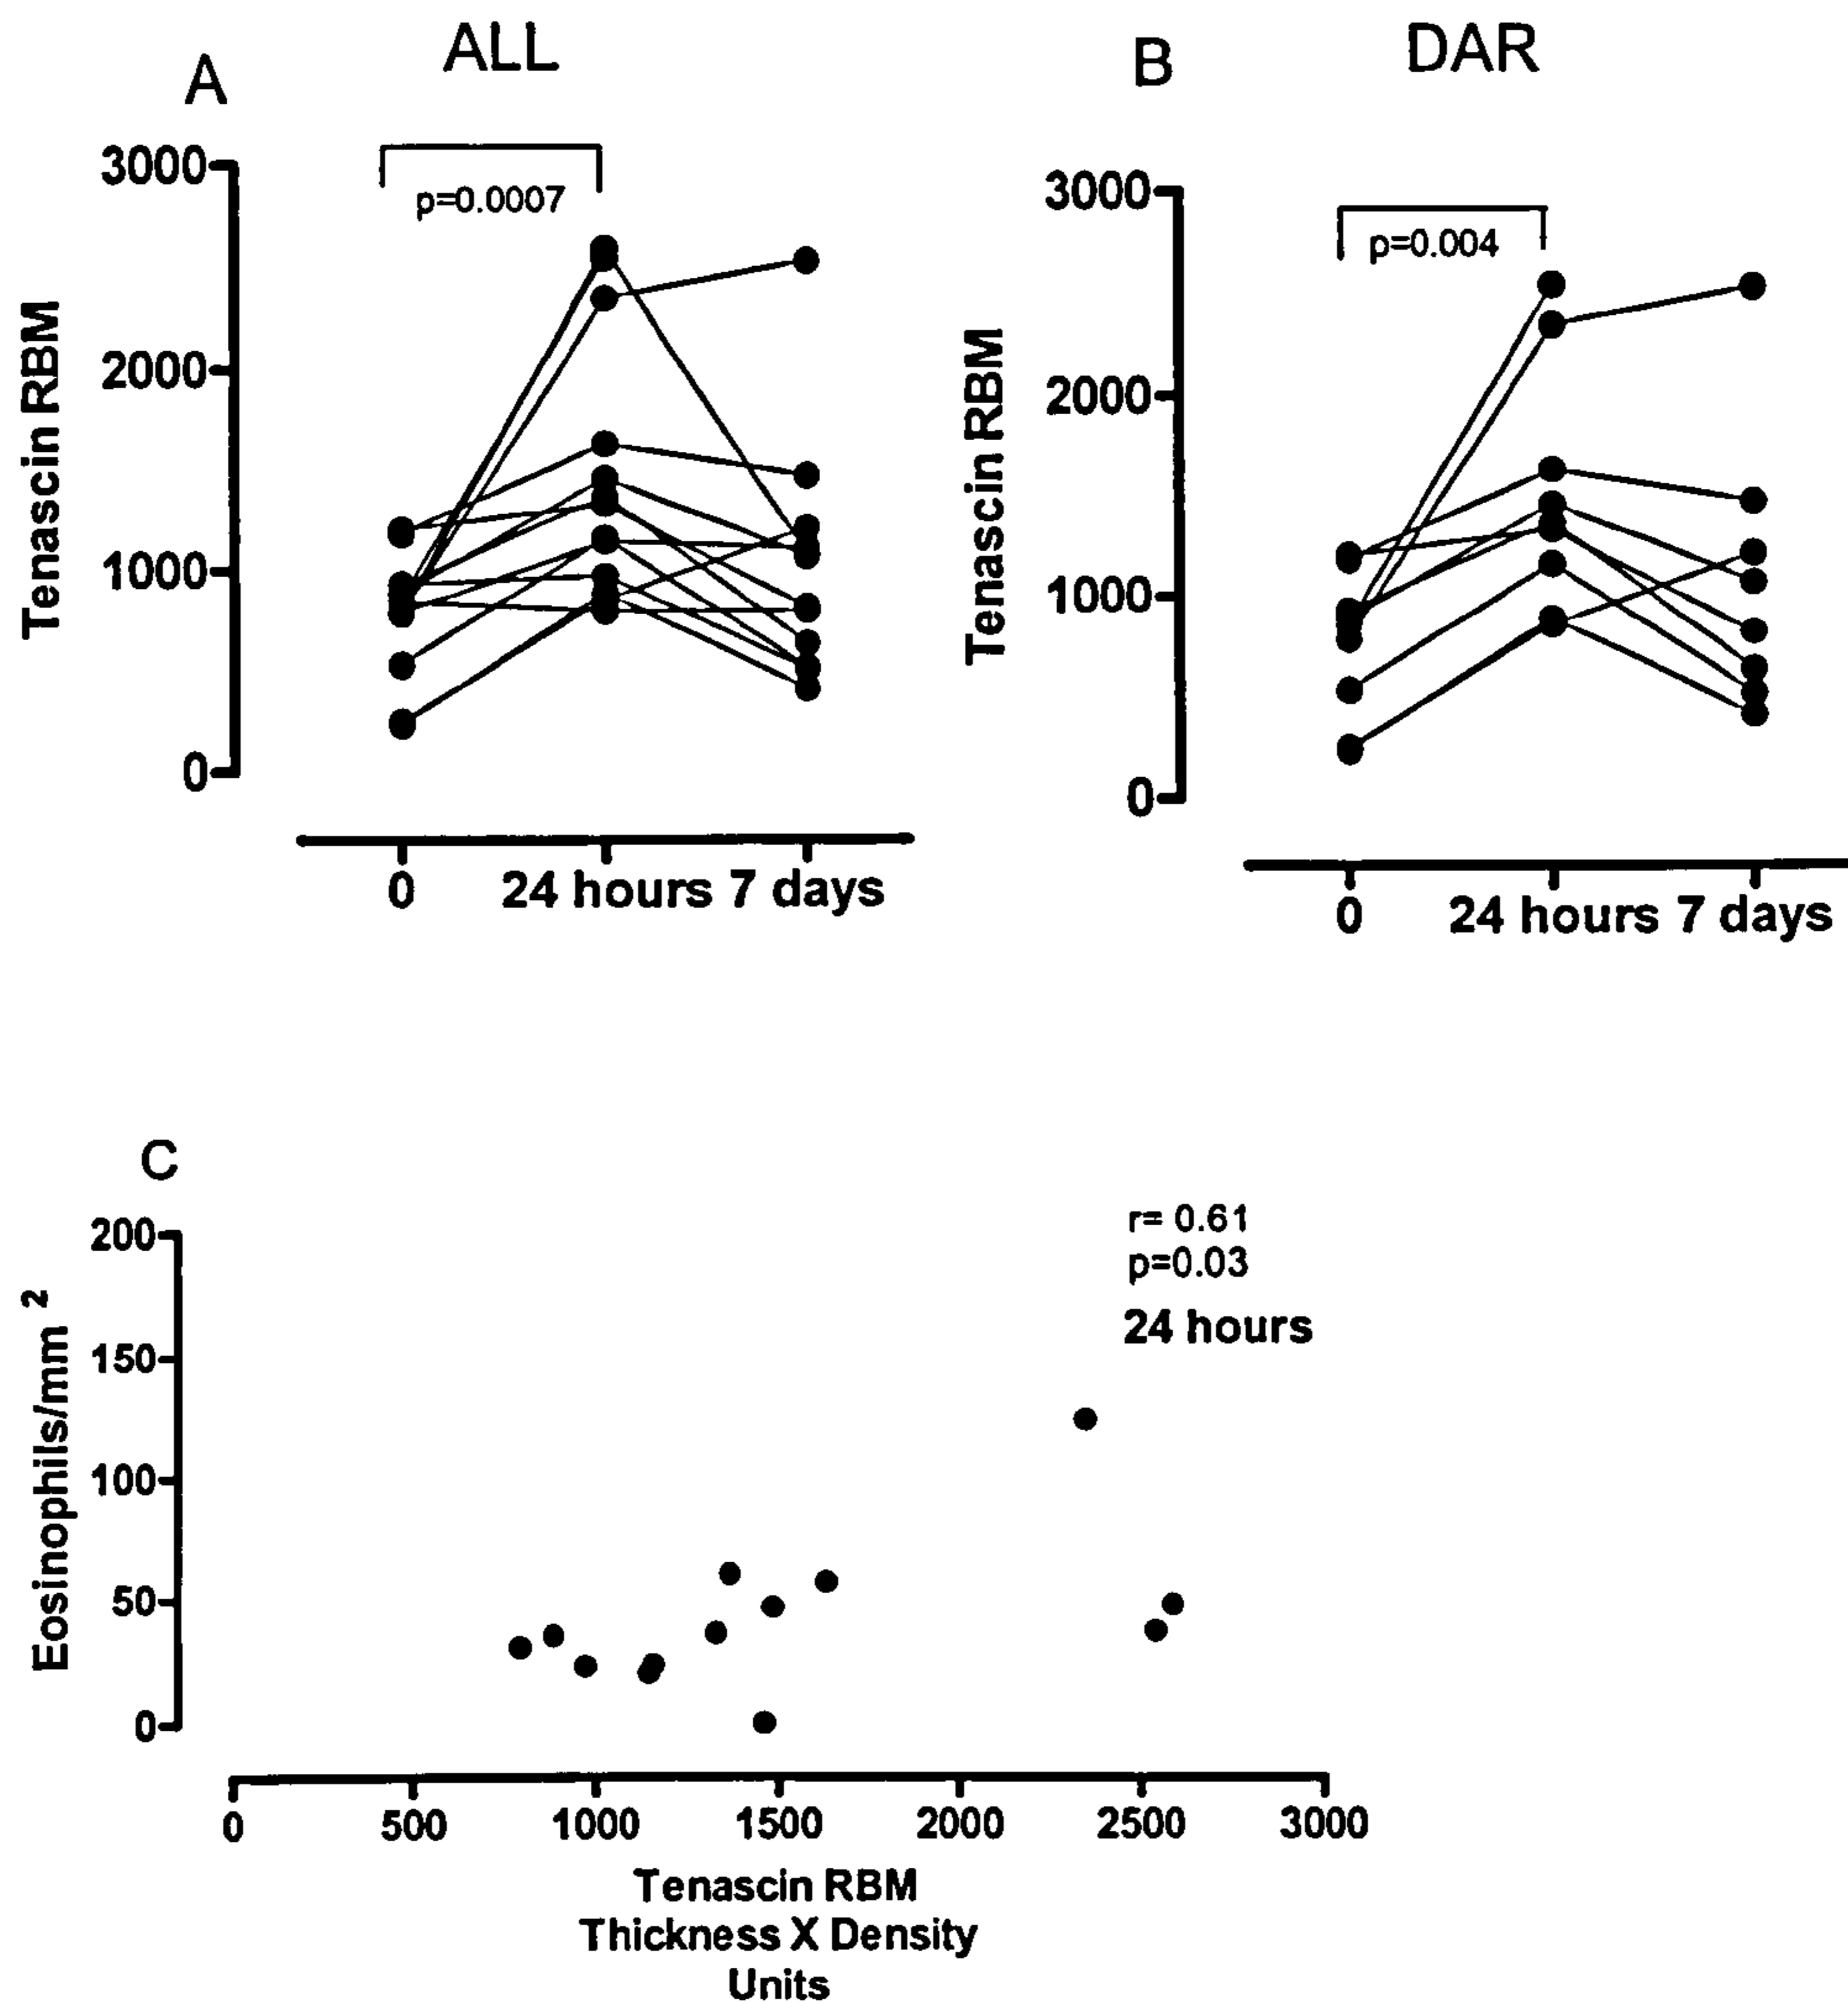 A
ALL
3000
2000
1000
0
Tenascin RBM
p=0.0007
0
24 hours
7 days
B
DAR
3000
2000
1000
0
Tenascin RBM
p=0.004
0
24 hours
7 days
C
200
150
100
50
0
Eosinophils/mm 2
r= 0.61
p=0.03
24 hours
0
500
1000
1500
2000
2500
3000
Tenascin RBM
Thickness X Density
Units